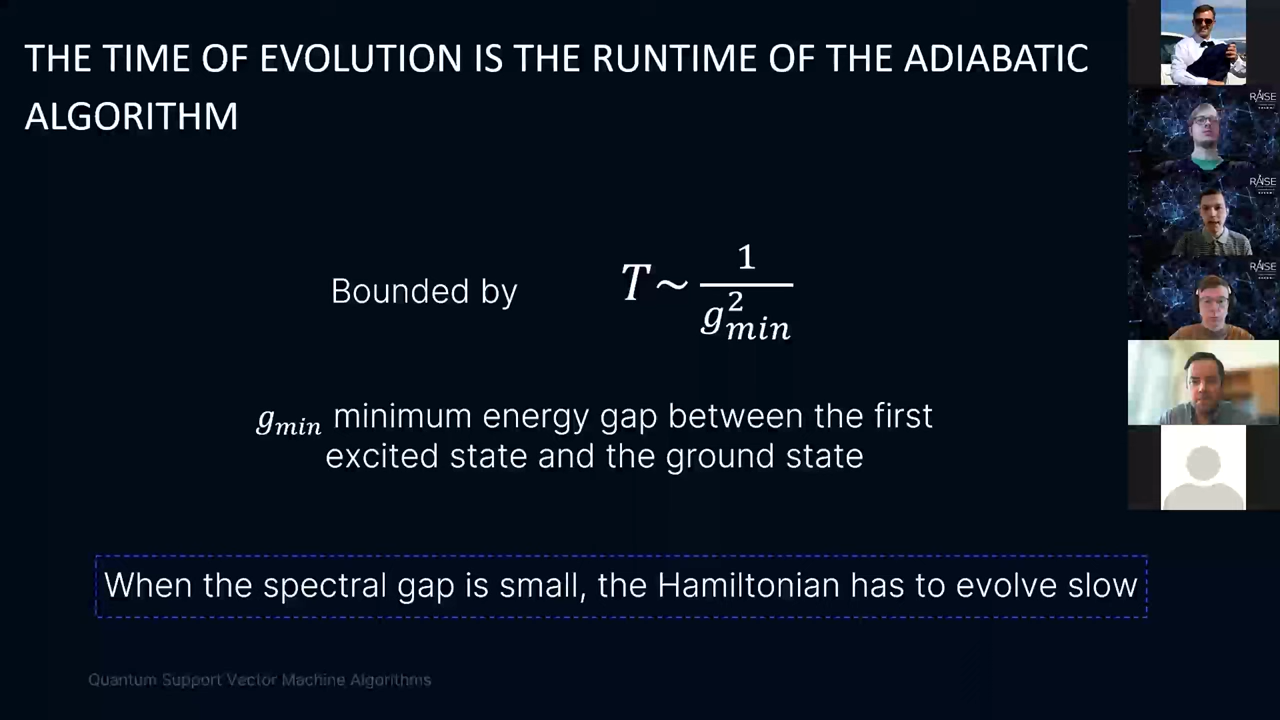 THE TIME OF EVOLUTION IS THE RUNTIME OF THE ADIABATIC
ALGORITHM
Bounded by T~ 1/g²min
gmin minimum energy gap between the first
excited state and the ground state
When the spectral gap is small, the Hamiltonian has to evolve slow
Quantum Support Vector Machine Algorithms
RAISE
RAISE
RAISE